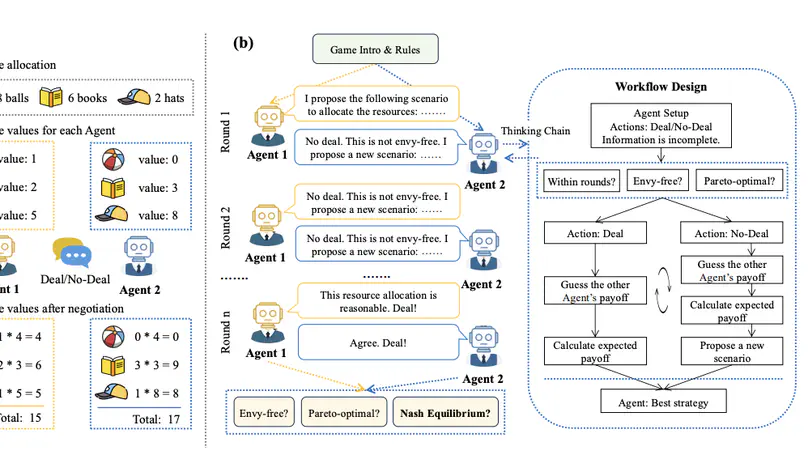 e allocation
8 balls
6 books
2 hats
e values for each Agent
value: 1
value: 2
value: 5
value: 0
value: 3
value: 8
Deal/No-Deal
Agent 2
e values after negotiation
1 * 4 = 4
2 * 3 = 6
1 * 5 = 5
Total: 15
0 * 4 = 0
3 * 3 = 9
1 * 8 = 8
Total: 17
(b)
Game Intro & Rules
Round 1
I propose the following scenario
to allocate the resources: ……
Agent 1
No deal. This is not envy-free. I
propose a new scenario: ……
Agent 2
Thinking Chain
Round 2
No deal. This is not envy-free. I
propose a new scenario: ……
Agent 1
No deal. This is not envy-free. I
propose a new scenario: ……
Agent 2
…….
…….
Round n
This resource allocation is
reasonable. Deal!
Agent 1
Agree. Deal!
Agent 2
Envy-free?
Pareto-optimal?
Nash Equilibrium?
Workflow Design
Agent Setup
Actions: Deal/No-Deal
Information is incomplete.
Within rounds?
Envy-free?
Pareto-optimal?
Action: Deal
Guess the other
Agent's payoff
Calculate expected
payoff
Action: No-Deal
Guess the other
Agent's payoff
Calculate expected
payoff
Propose a new
scenario
Agent: Best strategy